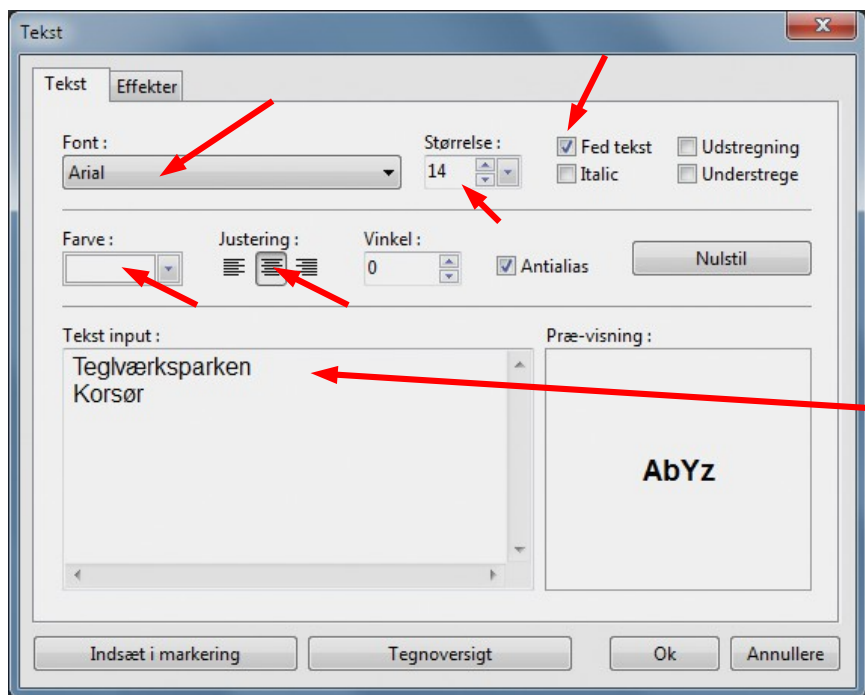 Tekst
Tekst Effekter
Font : Størrelse : Fed tekst Udstregning
Arial 14 Italic Understrege
Farve : Justering : Vinkel :
0 Antialias Nulstil
Tekst input : Præ-visning :
Teglværksparken
Korsør
AbYz
Indsæt i markering Tegnoversigt Ok Annullere